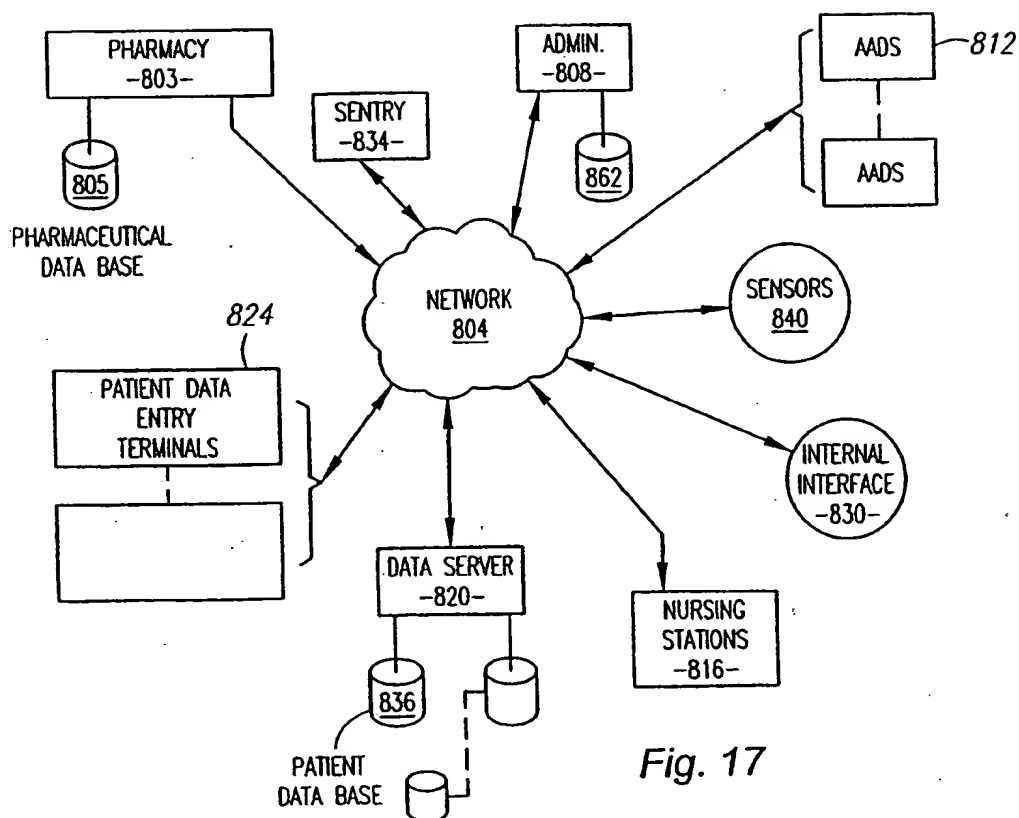 PHARMACY
-803-
805
PHARMACEUTICAL
DATA BASE
SENTRY
-834-
ADMIN.
-808-
862
AADS
812
AADS
NETWORK
804
SENSORS
840
824
PATIENT DATA
ENTRY
TERMINALS
INTERNAL
INTERFACE
-830-
DATA SERVER
-820-
836
PATIENT
DATA BASE
NURSING
STATIONS
-816-
Fig. 17